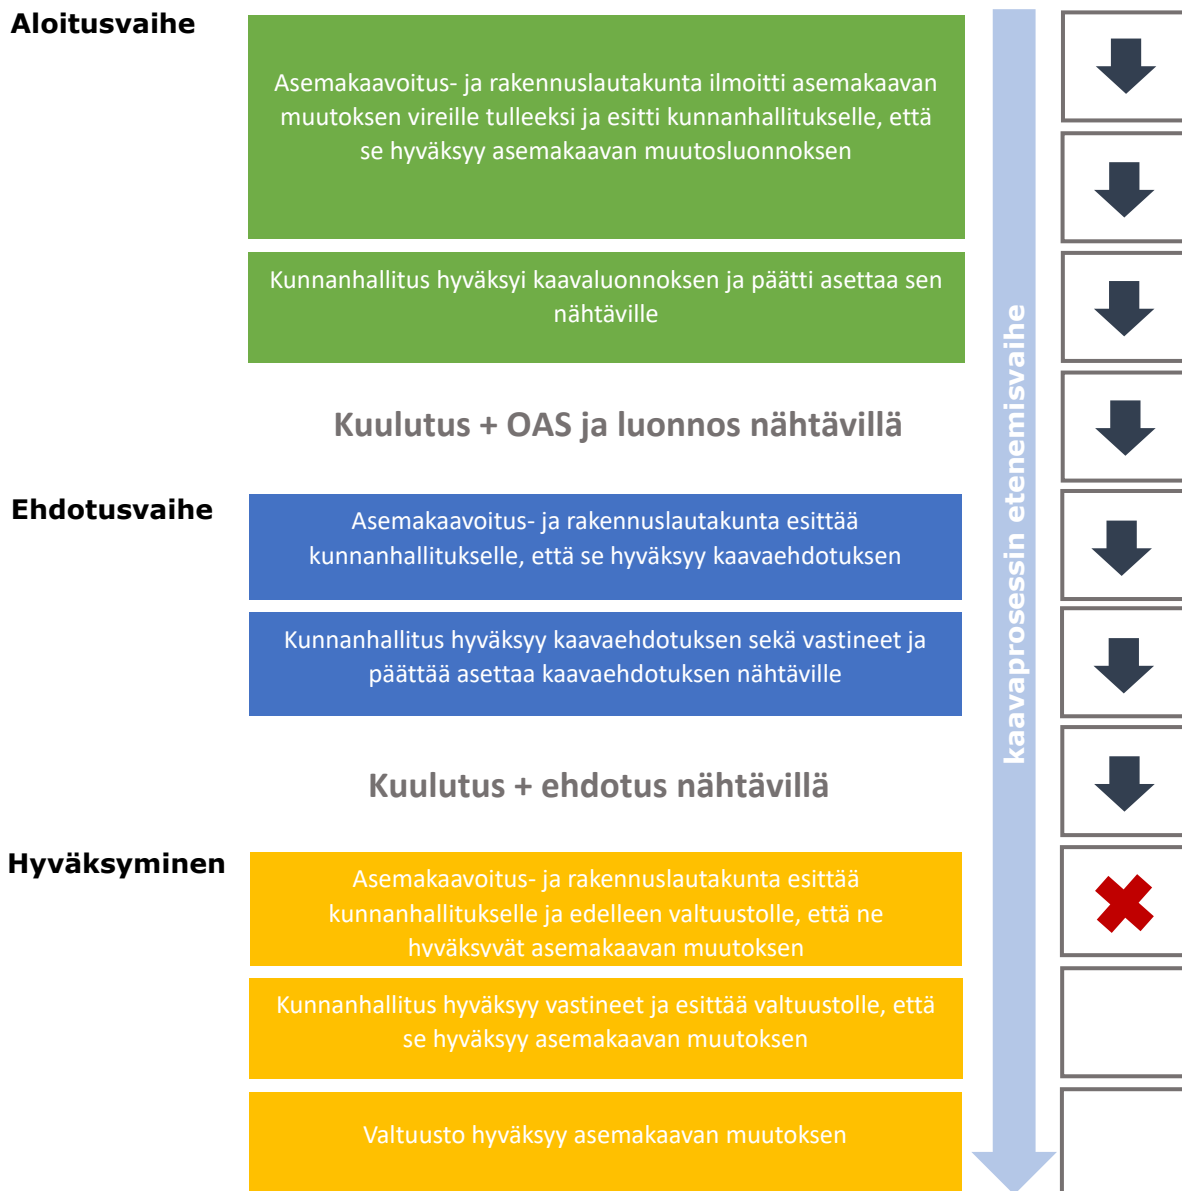 Aloitusvaihe
Asemakaavoitus- ja rakennuslautakunta ilmoitti asemakaavan
muutoksen vireille tulleeksi ja esitti kunnanhallitukselle, että
se hyväksyy asemakaavan muutosluonnoksen
Kunnanhallitus hyväksyi kaavaluonnoksen ja päätti asettaa sen
nähtäville
Kuulutus + OAS ja luonnos nähtävillä
Ehdotusvaihe
Asemakaavoitus- ja rakennuslautakunta esittää
kunnanhallitukselle, että se hyväksyy kaavaehdotuksen
Kunnanhallitus hyväksyy kaavaehdotuksen sekä vastineet ja
päättää asettaa kaavaehdotuksen nähtäville
Kuulutus + ehdotus nähtävillä
Hyväksyminen
Asemakaavoitus- ja rakennuslautakunta esittää
kunnanhallitukselle ja edelleen valtuustolle, että ne
hyväksyvät asemakaavan muutoksen
Kunnanhallitus hyväksyy vastineet ja esittää valtuustolle, että
se hyväksyy asemakaavan muutoksen
Valtuusto hyväksyy asemakaavan muutoksen
kaavaprosessin etenemisvaihe